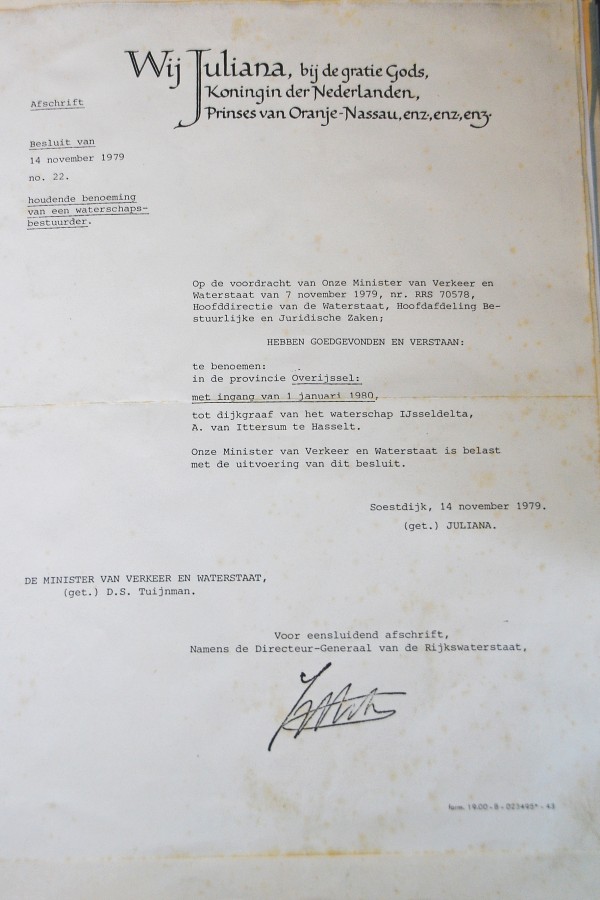 Wij Juliana, bij de gratie Gods,
Koningin der Nederlanden,
Prinses van Oranje-Nassau, enz., enz., enz.
Afschrift
Besluit van
14 november 1979
no. 22.
houdende benoeming
van een waterschaps-
bestuurder.
Op de voordracht van Onze Minister van Verkeer en
Waterstaat van 7 november 1979, nr. RRS 70578,
Hoofddirectie van de Waterstaat, Hoofdafdeling Be-
stuurlijke en Juridische Zaken;
HEBBEN GOEDGEVONDEN EN VERSTAAN:
te benoemen:
in de provincie Overijssel:
met ingang van 1 januari 1980,
tot dijkgraaf van het waterschap IJsseldelta,
A. van Ittersum te Hasselt.
Onze Minister van Verkeer en Waterstaat is belast
met de uitvoering van dit besluit.
Soestdijk, 14 november 1979.
(get.) JULIANA.
DE MINISTER VAN VERKEER EN WATERSTAAT,
(get.) D.S. Tuijnman.
Voor eensluidend afschrift,
Namens de Directeur-Generaal van de Rijkswaterstaat,